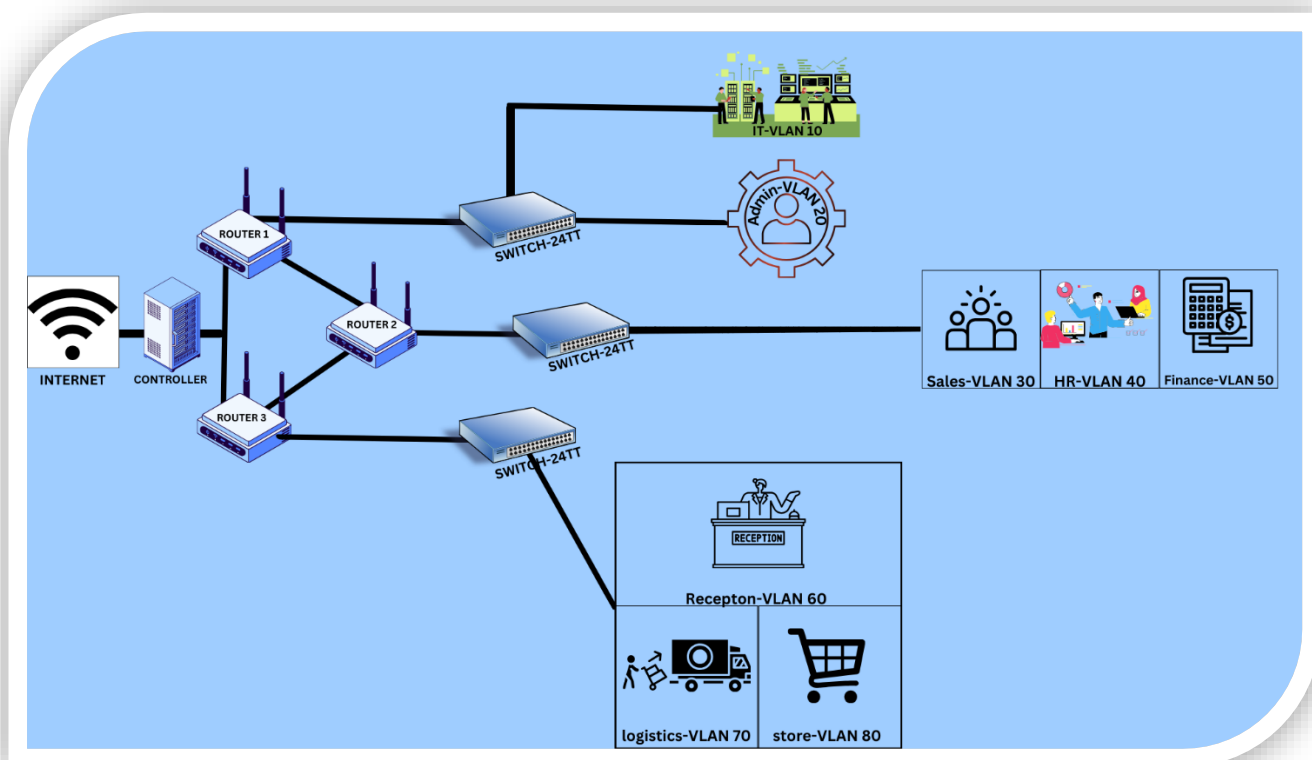 IT-VLAN 10
Admin-VLAN 20
ROUTER 1
SWITCH-24TT
INTERNET
CONTROLLER
ROUTER 2
SWITCH-24TT
Sales-VLAN 30
HR-VLAN 40
Finance-VLAN 50
ROUTER 3
SWITCH-24TT
RECEPTION
Recepton-VLAN 60
logistics-VLAN 70
store-VLAN 80